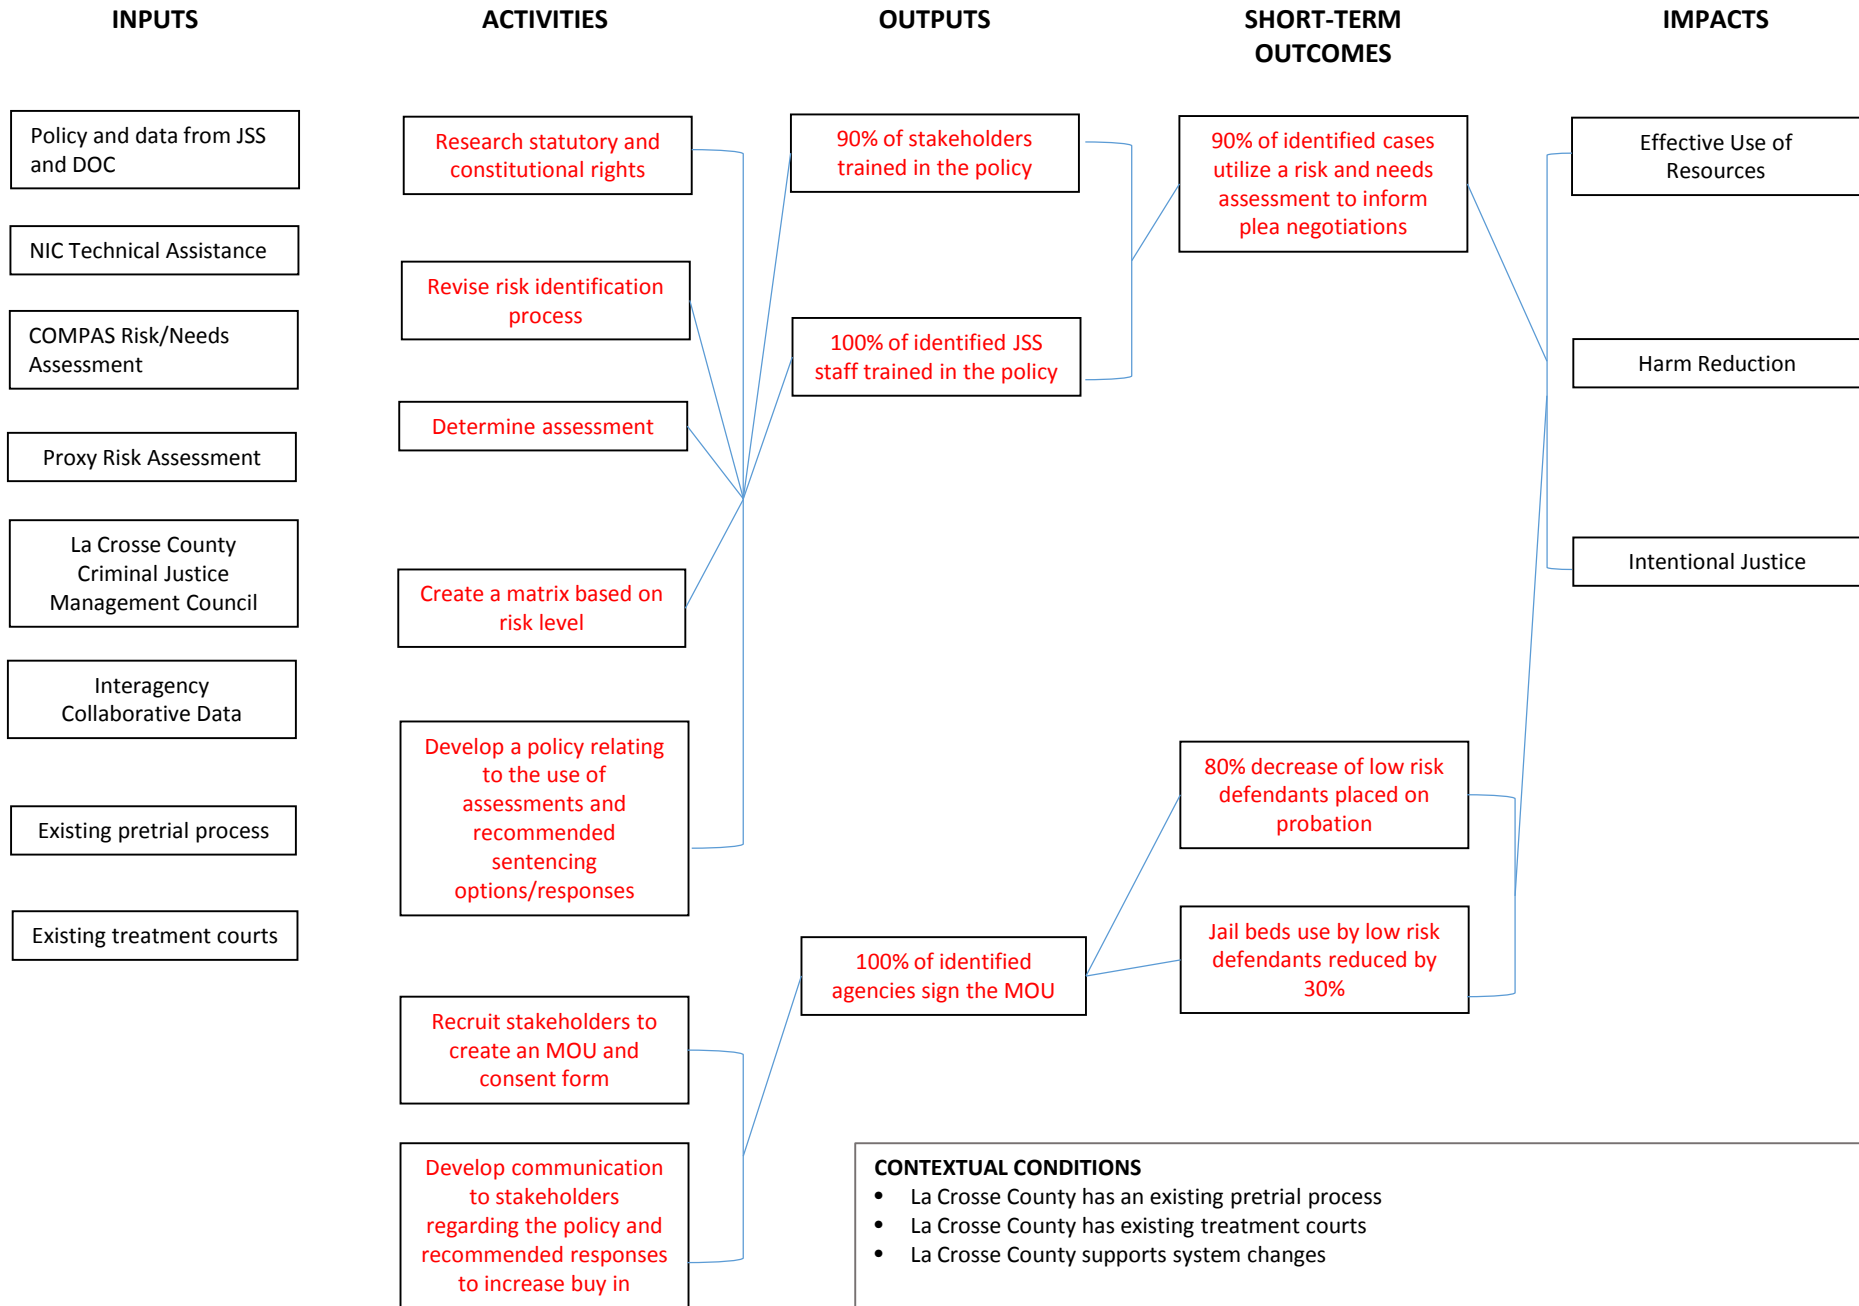 INPUTS
ACTIVITIES
OUTPUTS
SHORT-TERM
OUTCOMES
IMPACTS
Policy and data from JSS
and DOC
NIC Technical Assistance
COMPAS Risk/Needs
Assessment
Proxy Risk Assessment
La Crosse County
Criminal Justice
Management Council
Interagency
Collaborative Data
Existing pretrial process
Existing treatment courts
Research statutory and
constitutional rights
Revise risk identification
process
Determine assessment
Create a matrix based on
risk level
Develop a policy relating
to the use of
assessments and
recommended
sentencing
options/responses
Recruit stakeholders to
create an MOU and
consent form
Develop communication
to stakeholders
regarding the policy and
recommended responses
to increase buy in
90% of stakeholders
trained in the policy
100% of identified JSS
staff trained in the policy
100% of identified
agencies sign the MOU
90% of identified cases
utilize a risk and needs
assessment to inform
plea negotiations
80% decrease of low risk
defendants placed on
probation
Jail beds use by low risk
defendants reduced by
30%
Effective Use of
Resources
Harm Reduction
Intentional Justice
CONTEXTUAL CONDITIONS
• La Crosse County has an existing pretrial process
• La Crosse County has existing treatment courts
• La Crosse County supports system changes